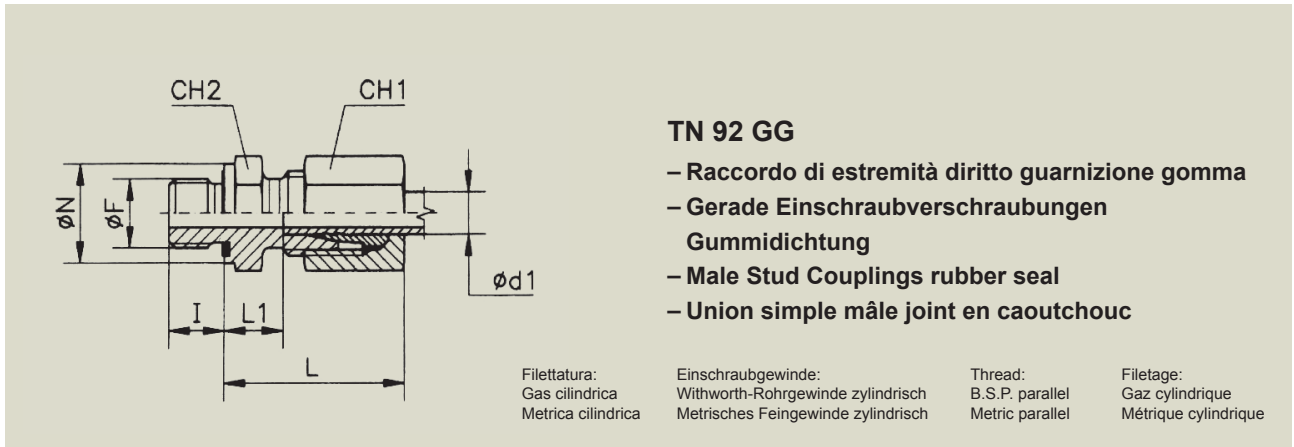 CH2
CH1
øN
øF
ød1
I
L1
L
TN 92 GG
– Raccordo di estremità diritto guarnizione gomma
– Gerade Einschraubverschraubungen
Gummidichtung
– Male Stud Couplings rubber seal
– Union simple mâle joint en caoutchouc
Filettatura:
Gas cilindrica
Metrica cilindrica
Einschraubgewinde:
Withworth-Rohrgewinde zylindrisch
Metrisches Feingewinde zylindrisch
Thread:
B.S.P. parallel
Metric parallel
Filetage:
Gaz cylindrique
Métrique cylindrique